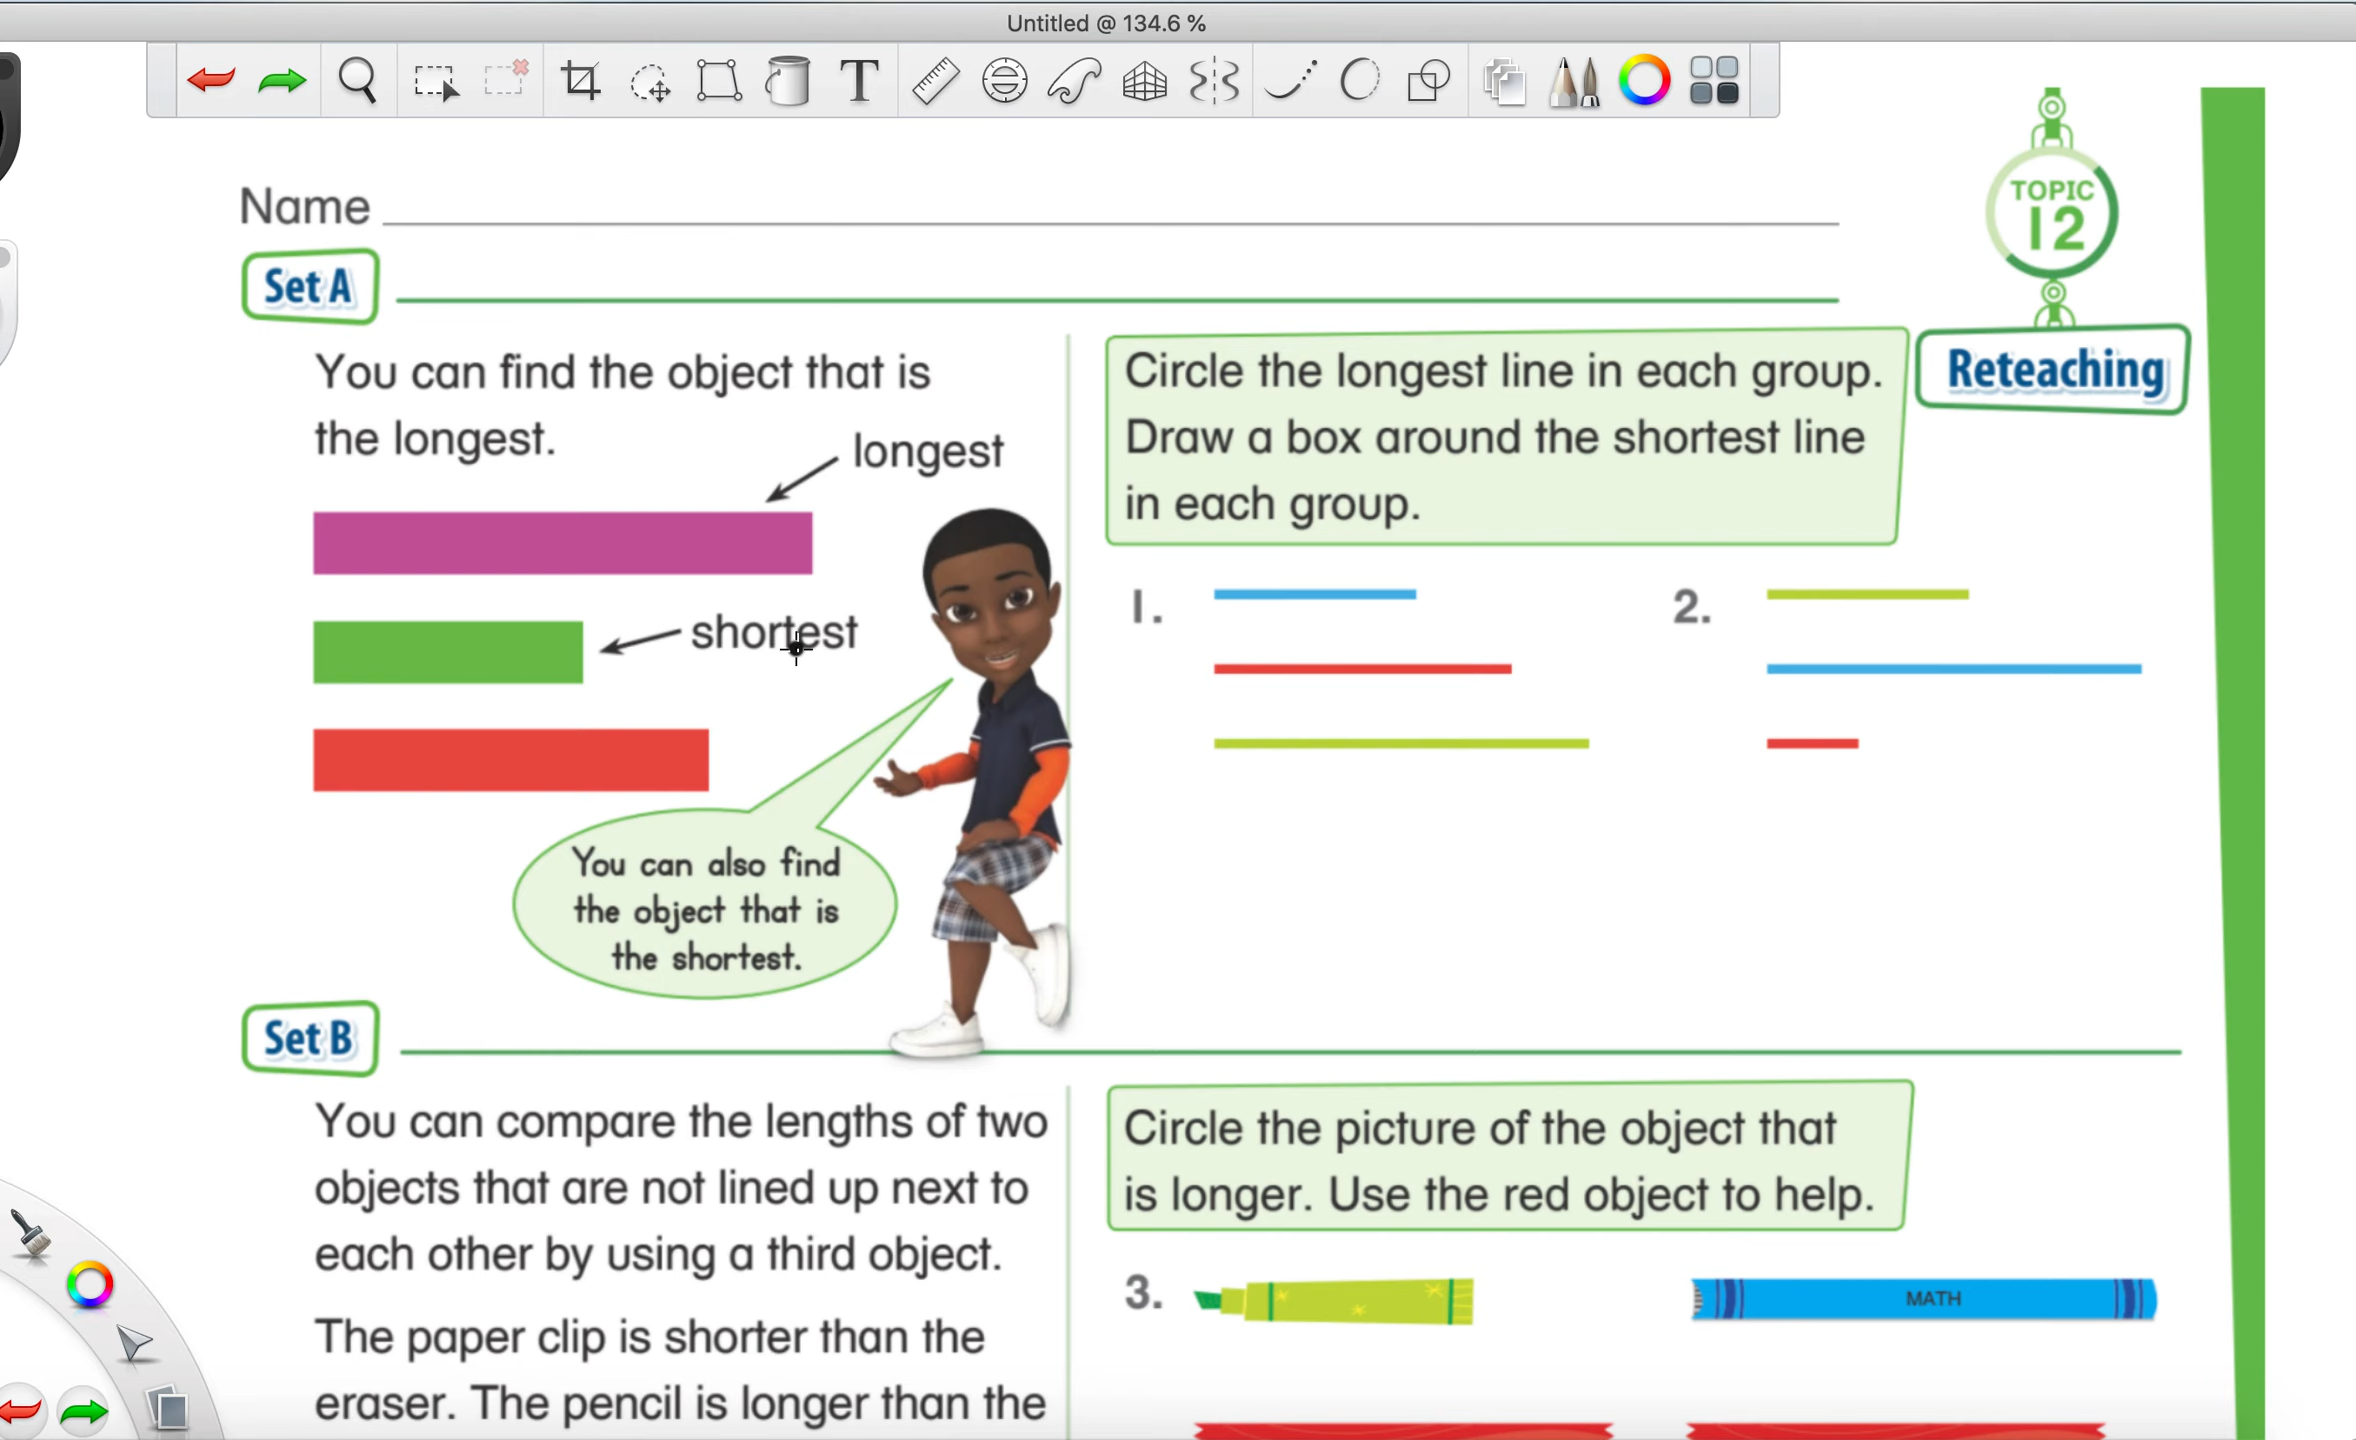 Untitled @ 134.6 %
Name
TOPIC
12
Set A
Reteaching
You can find the object that is
the longest.
longest
shortest
You can also find
the object that is
the shortest.
Circle the longest line in each group.
Draw a box around the shortest line
in each group.
1.
2.
Set B
You can compare the lengths of two
objects that are not lined up next to
each other by using a third object.
The paper clip is shorter than the
eraser. The pencil is longer than the
Circle the picture of the object that
is longer. Use the red object to help.
3.
MATH